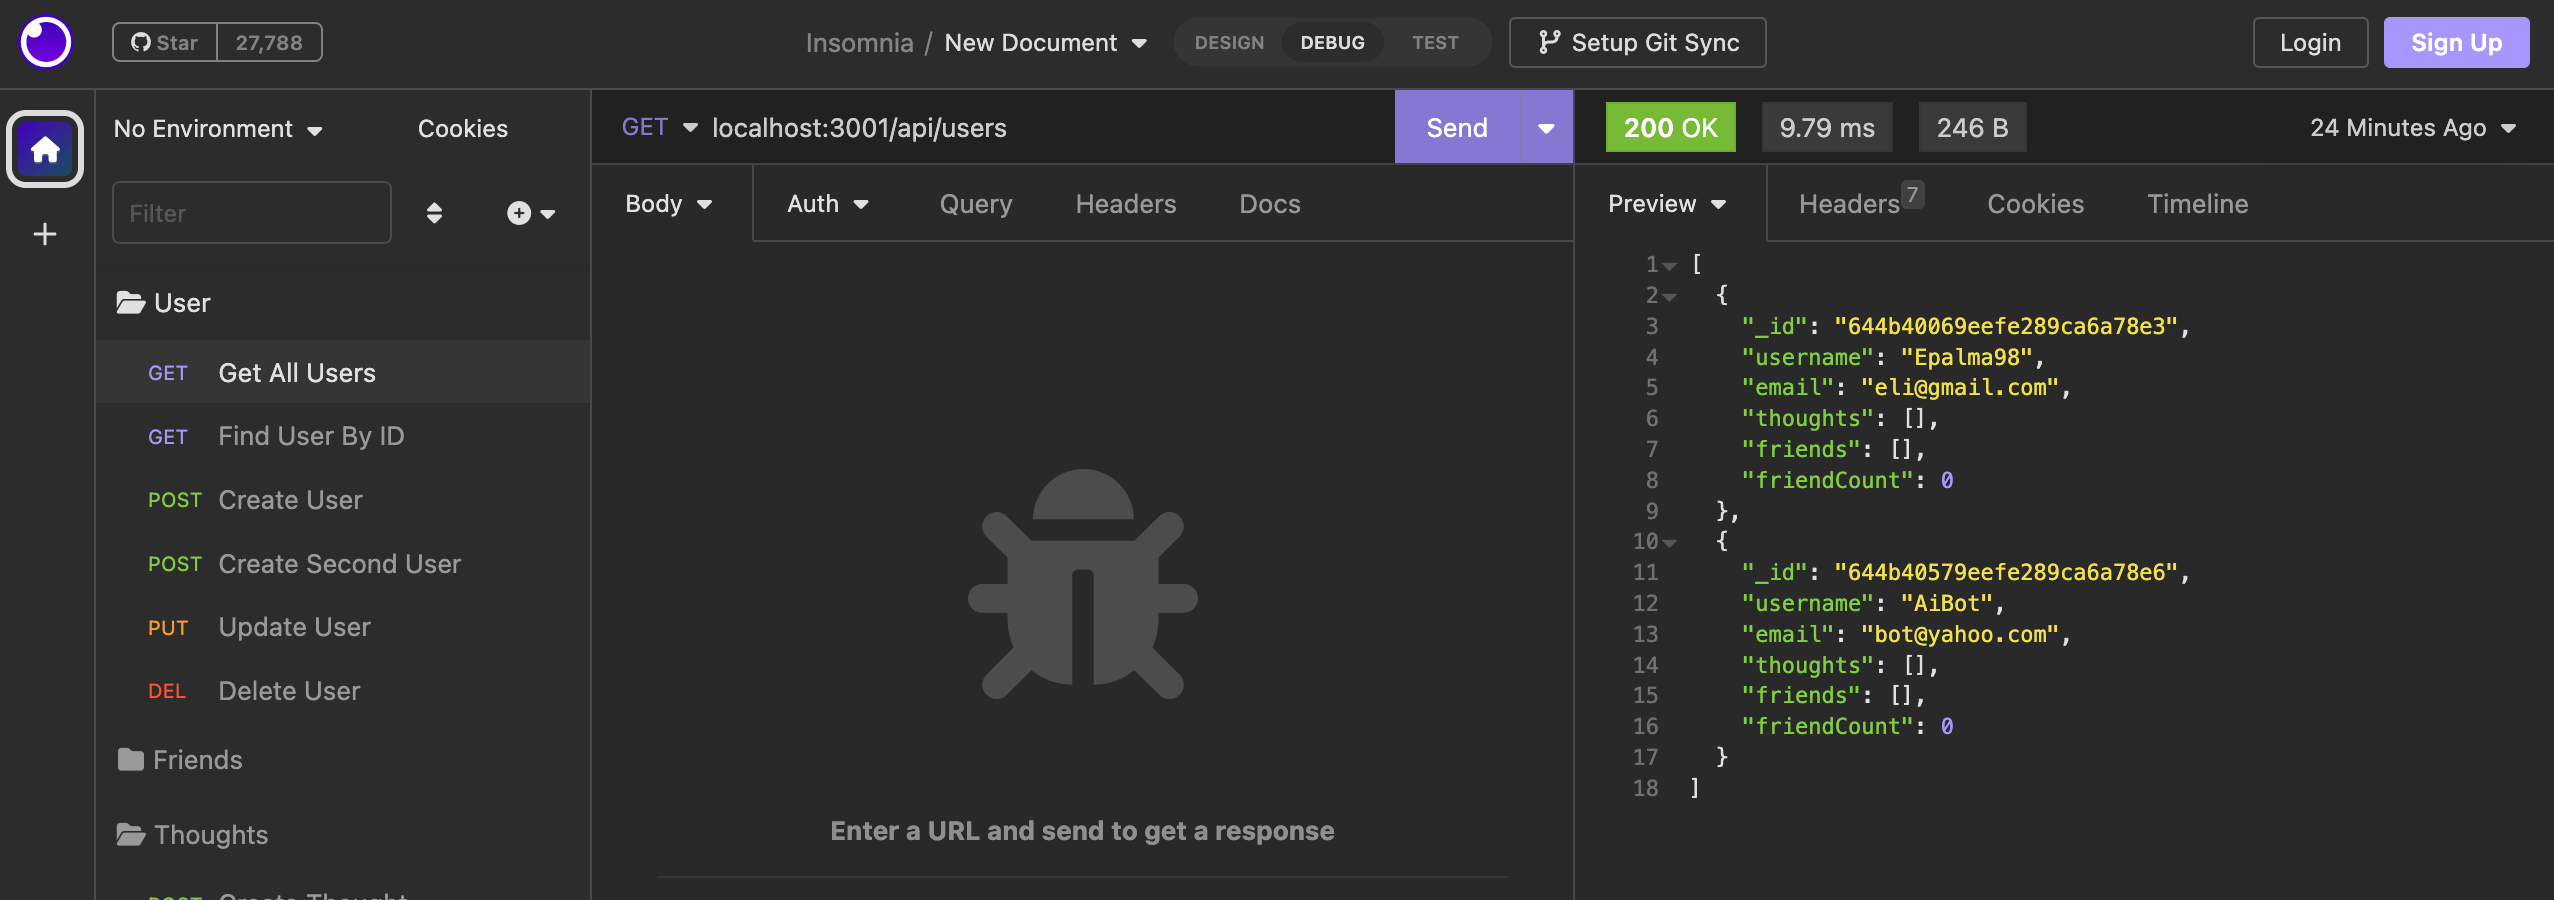 Star 27,788
Insomnia / New Document
DESIGN DEBUG TEST
Setup Git Sync
Login
Sign Up
No Environment
Cookies
Filter
User
GET Get All Users
GET Find User By ID
POST Create User
POST Create Second User
PUT Update User
DEL Delete User
Friends
Thoughts
POST Create Thought
GET localhost:3001/api/users
Send
Body Auth Query Headers Docs
Enter a URL and send to get a response
200 OK 9.79 ms 246 B 24 Minutes Ago
Preview Headers 7 Cookies Timeline
1 [
2 {
3 "_id": "644b40069eefe289ca6a78e3",
4 "username": "Epalma98",
5 "email": "eli@gmail.com",
6 "thoughts": [],
7 "friends": [],
8 "friendCount": 0
9 },
10 {
11 "_id": "644b40579eefe289ca6a78e6",
12 "username": "AiBot",
13 "email": "bot@yahoo.com",
14 "thoughts": [],
15 "friends": [],
16 "friendCount": 0
17 }
18 ]